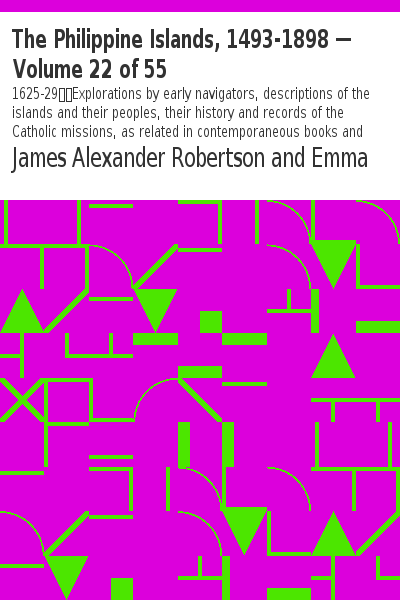 The Philippine Islands, 1493-1898 —
Volume 22 of 55
1625-29▯▯Explorations by early navigators, descriptions of the
islands and their peoples, their history and records of the
Catholic missions, as related in contemporaneous books and
James Alexander Robertson and Emma